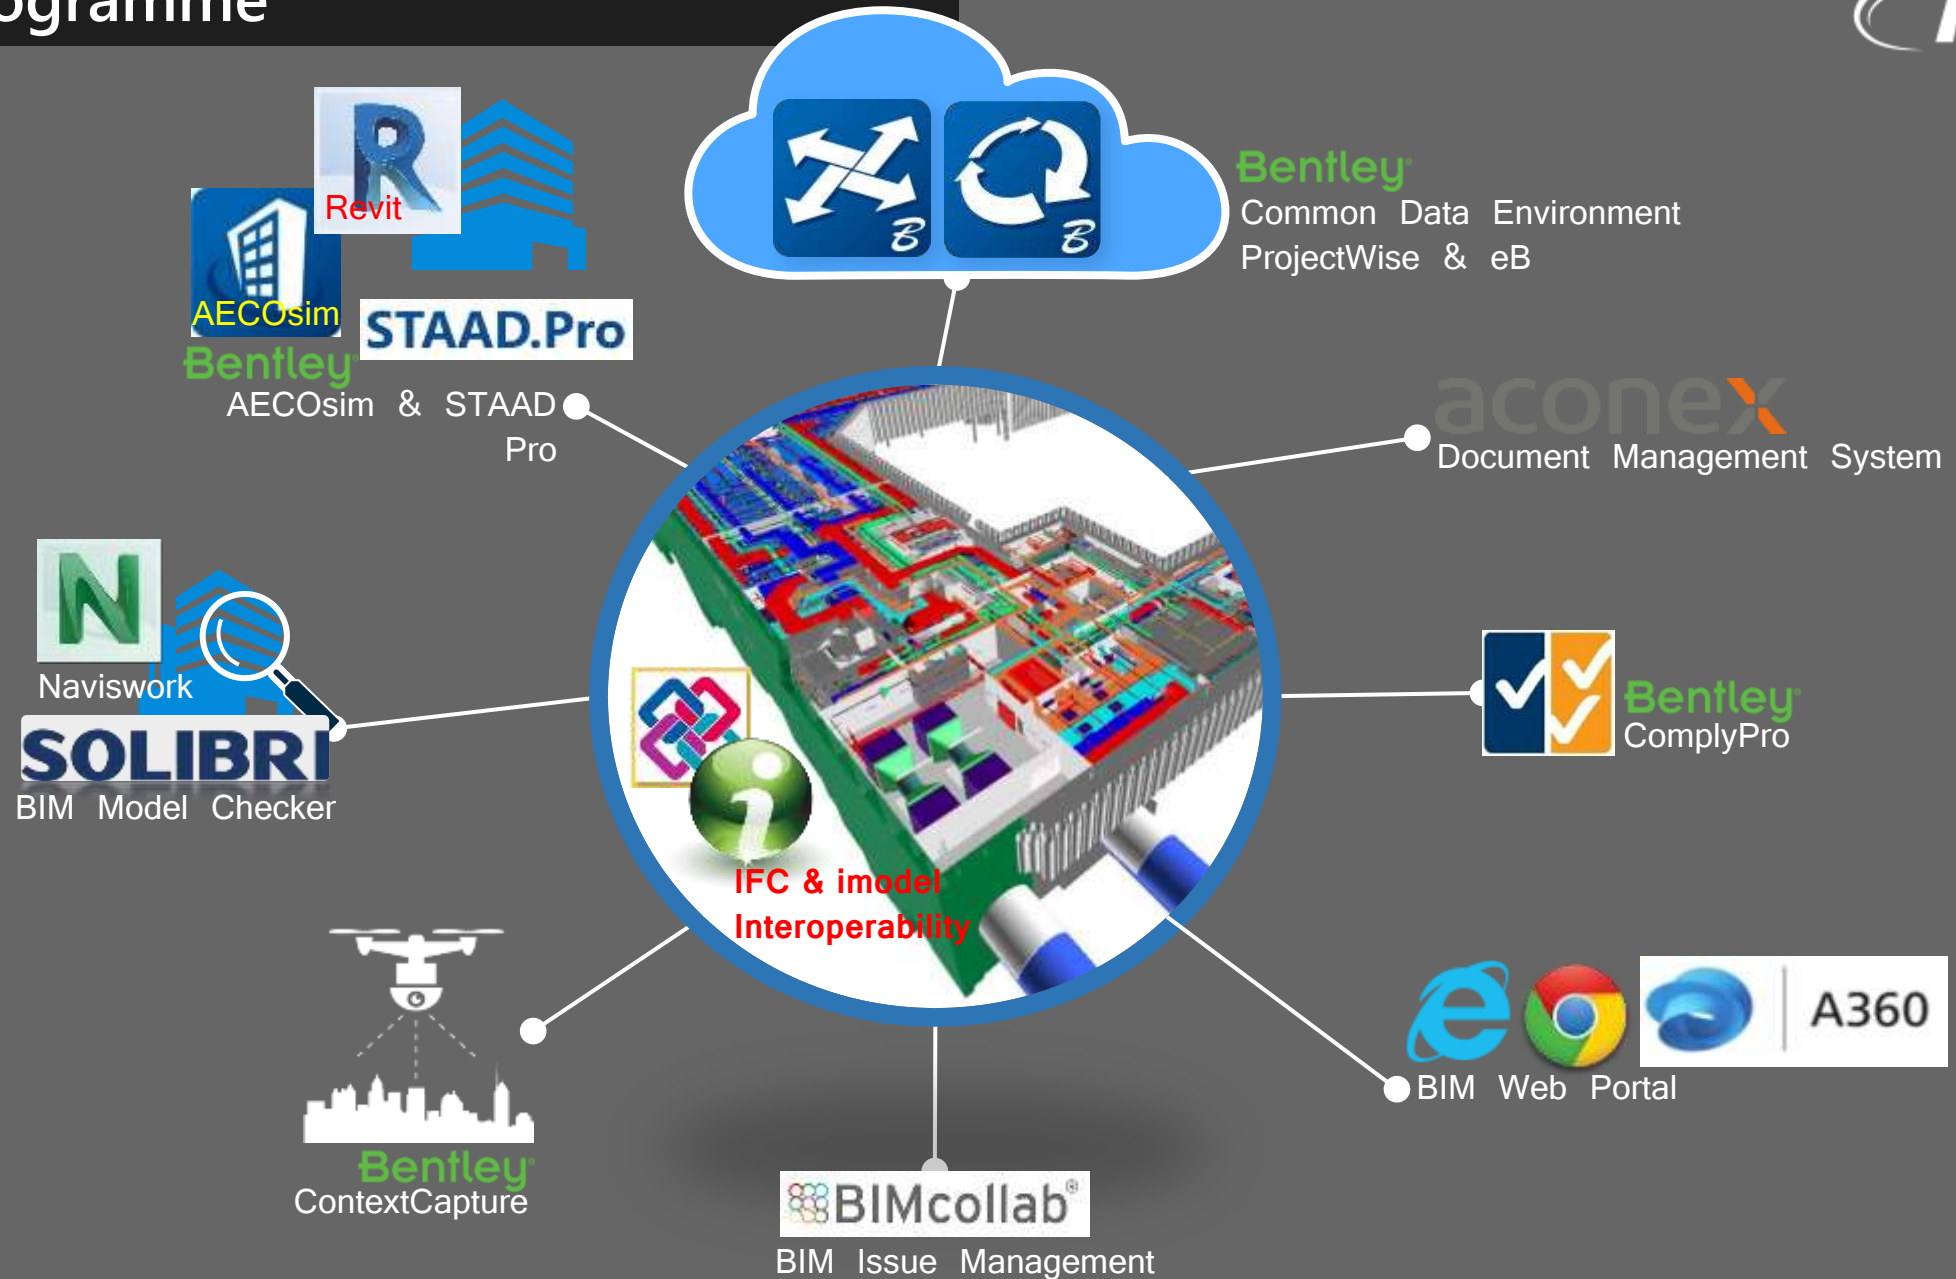 Revit
AECOsim
STAAD.Pro
Bentley
AECOsim & STAAD
Pro
Bentley
Common Data Environment
ProjectWise & eB
aconex
Document Management System
N
Naviswork
SOLIBRI
BIM Model Checker
IFC & imodel
Interoperability
Bentley
ComplyPro
A360
BIM Web Portal
Bentley
ContextCapture
BIMcollab®
BIM Issue Management